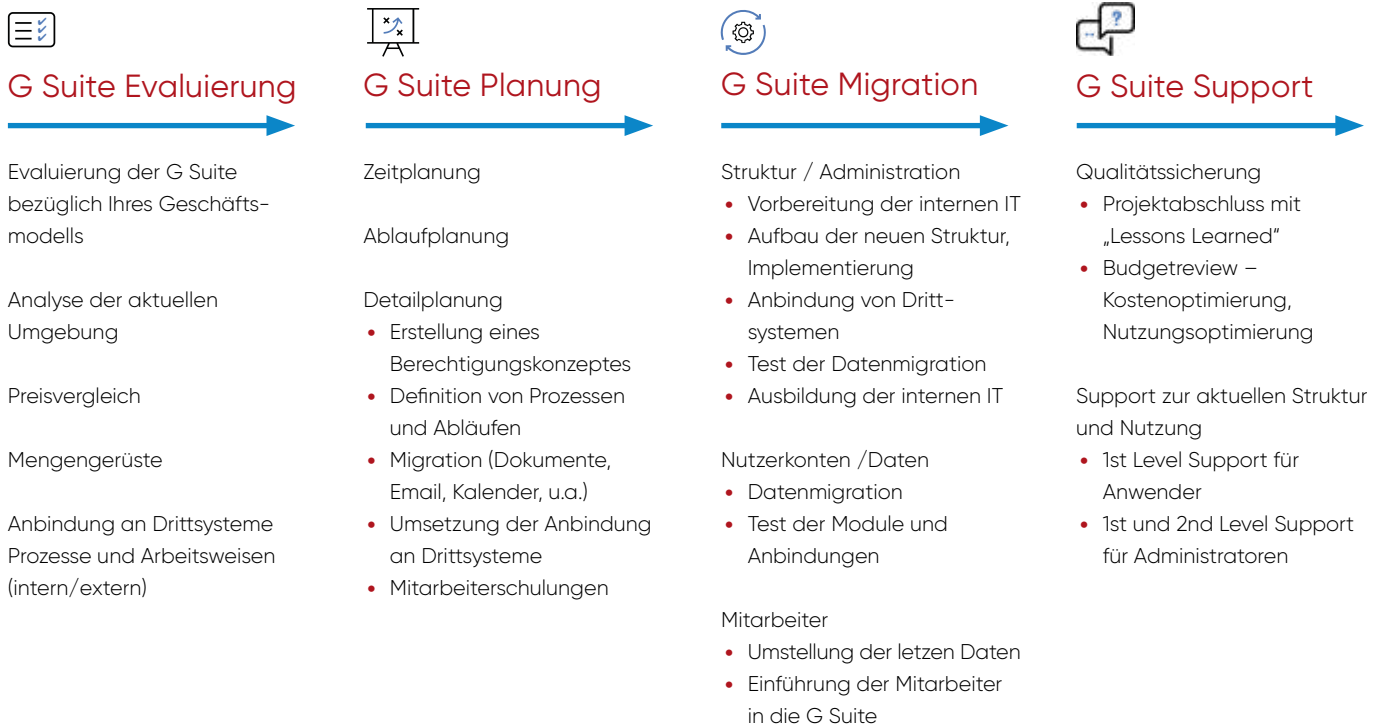 G Suite Evaluierung
Evaluierung der G Suite
bezüglich Ihres Geschäfts-
modells
Analyse der aktuellen
Umgebung
Preisvergleich
Mengengerüste
Anbindung an Drittsysteme
Prozesse und Arbeitsweisen
(intern/extern)
G Suite Planung
Zeitplanung
Ablaufplanung
Detailplanung
• Erstellung eines
Berechtigungskonzeptes
• Definition von Prozessen
und Abläufen
• Migration (Dokumente,
Email, Kalender, u.a.)
• Umsetzung der Anbindung
an Drittsysteme
• Mitarbeiterschulungen
G Suite Migration
Struktur / Administration
• Vorbereitung der internen IT
• Aufbau der neuen Struktur,
Implementierung
• Anbindung von Dritt-
systemen
• Test der Datenmigration
• Ausbildung der internen IT
Nutzerkonten /Daten
• Datenmigration
• Test der Module und
Anbindungen
Mitarbeiter
• Umstellung der letzen Daten
• Einführung der Mitarbeiter
in die G Suite
G Suite Support
Qualitätssicherung
• Projektabschluss mit
„Lessons Learned“
• Budgetreview –
Kostenoptimierung,
Nutzungsoptimierung
Support zur aktuellen Struktur
und Nutzung
• 1st Level Support für
Anwender
• 1st und 2nd Level Support
für Administratoren